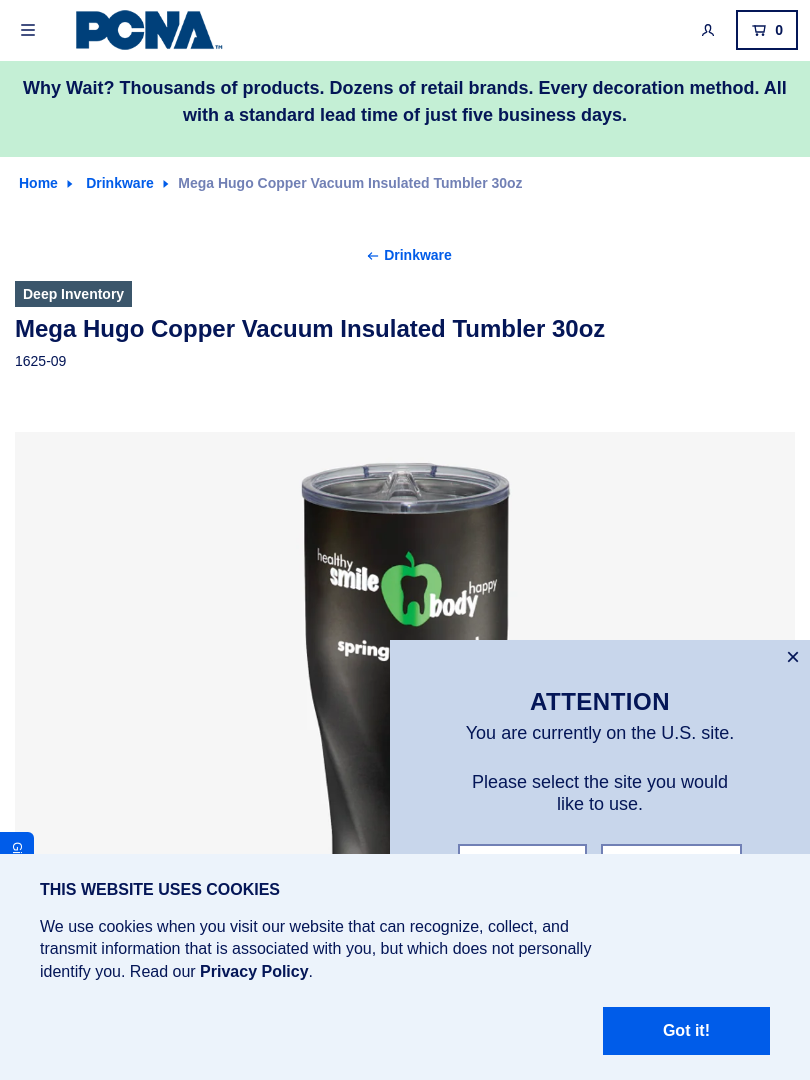 PCNA™
0
Why Wait? Thousands of products. Dozens of retail brands. Every decoration method. All
with a standard lead time of just five business days.
Home Drinkware Mega Hugo Copper Vacuum Insulated Tumbler 30oz
← Drinkware
Deep Inventory
Mega Hugo Copper Vacuum Insulated Tumbler 30oz
1625-09
healthy
smile
happy
body
×
ATTENTION
You are currently on the U.S. site.
Please select the site you would
like to use.
THIS WEBSITE USES COOKIES
We use cookies when you visit our website that can recognize, collect, and
transmit information that is associated with you, but which does not personally
identify you. Read our Privacy Policy.
Got it!